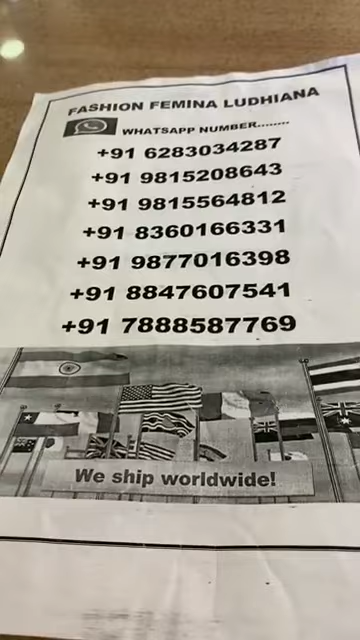 FASHION FEMINA LUDHIANA
WHATSAPP NUMBER........
+91 6283034287
+91 9815208643
+91 9815564812
+91 8360166331
+91 9877016398
+91 8847607541
+91 7888587769
We ship worldwide!